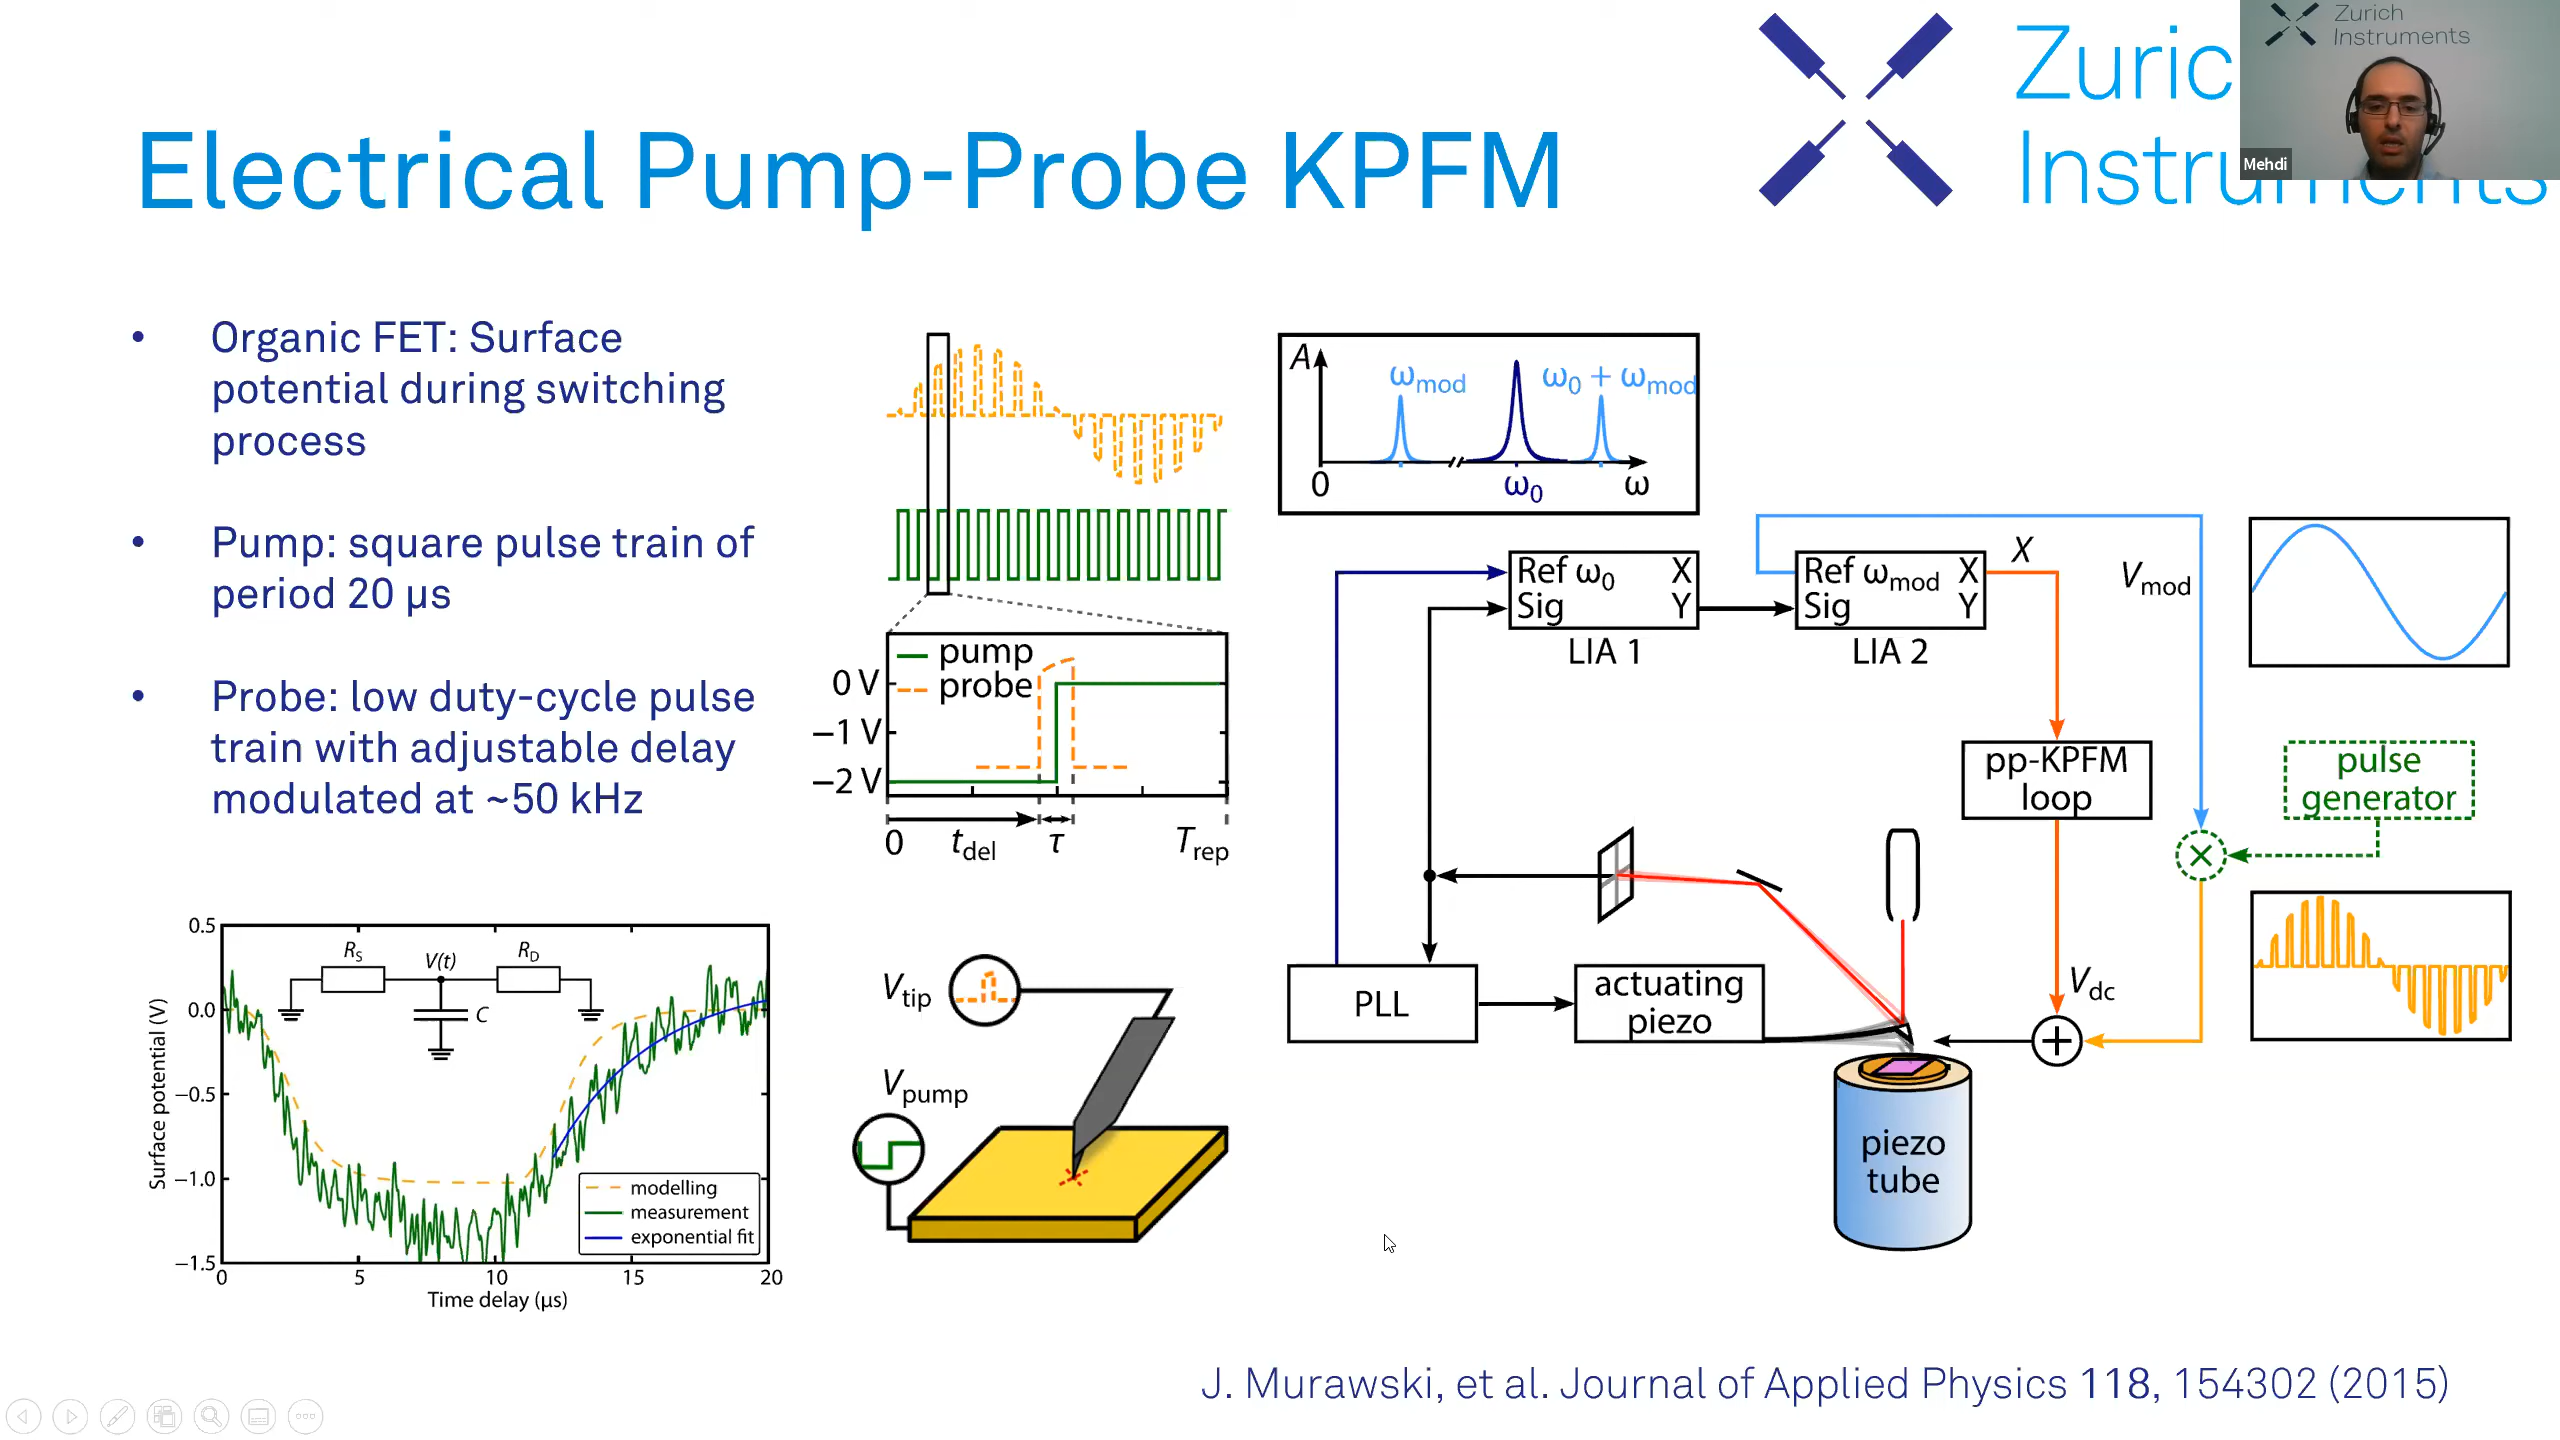 Electrical Pump-Probe KPFM
Zuric
Instruments
Zurich
Instruments
Mehdi
• Organic FET: Surface
potential during switching
process
• Pump: square pulse train of
period 20 µs
• Probe: low duty-cycle pulse
train with adjustable delay
modulated at ~50 kHz
pump
probe
0 V
−1 V
−2 V
0
t_del
τ
T_rep
A
ω_mod
ω_0 + ω_mod
0
ω_0
ω
Ref ω_0 X
Sig Y
LIA 1
Ref ω_mod X
Sig Y
LIA 2
X
V_mod
pp-KPFM
loop
pulse
generator
PLL
actuating
piezo
V_dc
piezo
tube
V_tip
V_pump
Surface potential (V)
0.5
0.0
−0.5
−1.0
−1.5
R_S
V(t)
R_D
C
modelling
measurement
exponential fit
0 5 10 15 20
Time delay (µs)
J. Murawski, et al. Journal of Applied Physics 118, 154302 (2015)